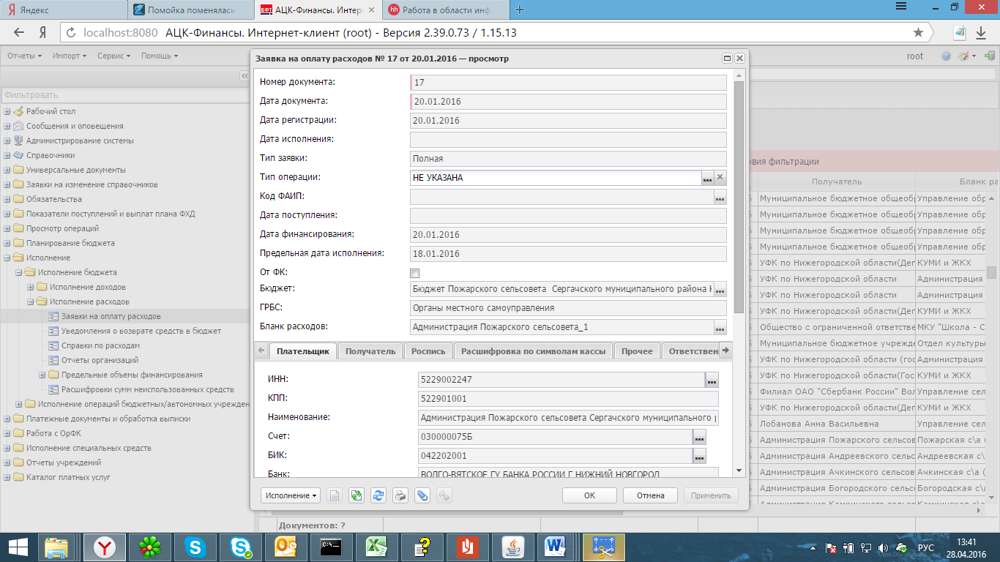 Яндекс
Помойка поменялась
АЦК-Финансы. Интер
Работа в области инф
localhost:8080 АЦК-Финансы. Интернет-клиент (root) - Версия 2.39.0.73 / 1.15.13
Отчеты Импорт Сервис Помощь
root
Фильтровать
Рабочий стол
Сообщения и оповещения
Администрирование системы
Справочники
Универсальные документы
Заявки на изменение справочников
Обязательства
Показатели поступлений и выплат плана ФХД
Просмотр операций
Планирование бюджета
Исполнение
Исполнение бюджета
Исполнение доходов
Исполнение расходов
Заявки на оплату расходов
Уведомления о возврате средств в бюджет
Справки по расходам
Отчеты организаций
Предельные объемы финансирования
Расшифровки сумм неиспользованных средств
Исполнение операций бюджетных/автономных учрежден
Платежные документы и обработка выписки
Работа с ОрФК
Исполнение специальных средств
Отчеты учреждений
Каталог платных услуг
Заявка на оплату расходов № 17 от 20.01.2016 — просмотр
Номер документа: 17
Дата документа: 20.01.2016
Дата регистрации: 20.01.2016
Дата исполнения:
Тип заявки: Полная
Тип операции: НЕ УКАЗАНА
Код ФАИП:
Дата поступления:
Дата финансирования: 20.01.2016
Предельная дата исполнения: 18.01.2016
От ФК:
Бюджет: Бюджет Пожарского сельсовета Сергачского муниципального района
ГРБС: Органы местного самоуправления
Бланк расходов: Администрация Пожарского сельсовета_1
Плательщик Получатель Роспись Расшифровка по символам кассы Прочее Ответствен
ИНН: 5229002247
КПП: 522901001
Наименование: Администрация Пожарского сельсовета Сергачского муниципального р
Счет: 030000075Б
БИК: 042202001
Банк: ВОЛГО-ВЯТСКОЕ ГУ БАНКА РОССИИ Г НИЖНИЙ НОВГОРОД
Исполнение ОК Отмена Применить
овия фильтрации
Получатель Бланк ра
Муниципальное бюджетное общеобр Управление обр
Муниципальное бюджетное общеобр Управление обр
Муниципальное бюджетное общеобр Управление обр
Муниципальное бюджетное общеобр Управление обр
УФК по Нижегородской области(Деп КУМИ и ЖКХ
УФК по Нижегородской области Администрация
УФК по Нижегородской области Администрация
УФК по Нижегородской области(Деп КУМИ и ЖКХ
Общество с ограниченной ответстве МКУ "Школа - С
Муниципальное бюджетное учрежде Отдел культуры
УФК по Нижегородской области (гос Администрация
УФК по Нижегородской области(Гос КУМИ и ЖКХ
Филиал ОАО "Сбербанк России" Вол Управление сел
УФК по Нижегородской области(Деп КУМИ и ЖКХ
Лобанова Анна Васильевна Управление сел
Администрация Пожарского сельсов Пожарская с\а (
Администрация Андреевского сельсо Андреевская с\а
Администрация Ачкинского сельсове Ачкинская с\а (
Администрация Богородского сельсо Богородская с\а
Администрация Камкинского сельсов Камкинская с\а
Документов: ?
РУС
13:41
28.04.2016